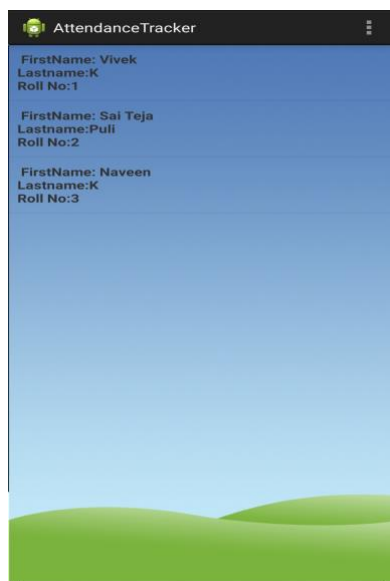 AttendanceTracker
FirstName: Vivek
Lastname:K
Roll No:1
FirstName: Sai Teja
Lastname:Puli
Roll No:2
FirstName: Naveen
Lastname:K
Roll No:3